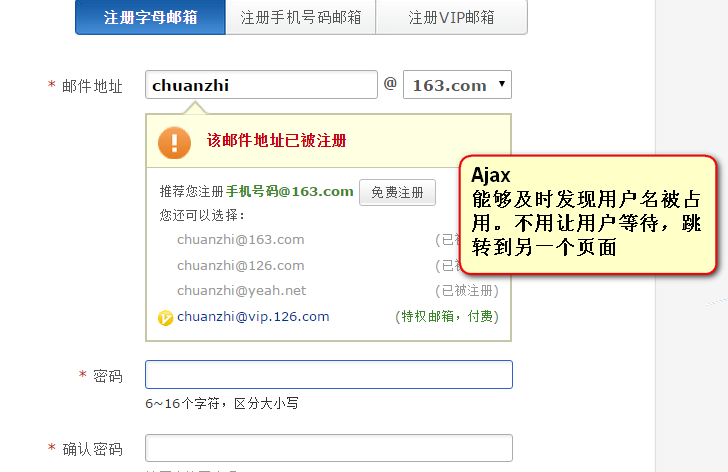 注册字母邮箱 注册手机号码邮箱 注册VIP邮箱
* 邮件地址 chuanzhi @ 163.com
该邮件地址已被注册
推荐您注册手机号码@163.com 免费注册
您还可以选择：
chuanzhi@163.com (已被
chuanzhi@126.com (已被
chuanzhi@yeah.net (已被注册)
chuanzhi@vip.126.com (特权邮箱，付费)
Ajax
能够及时发现用户名被占
用。不用让用户等待，跳
转到另一个页面
* 密码
6~16个字符，区分大小写
* 确认密码